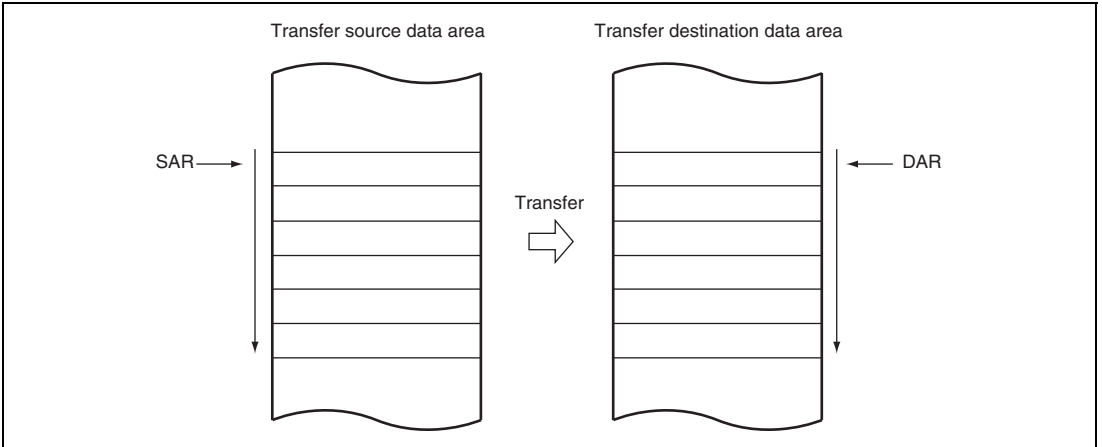 Transfer source data area
Transfer destination data area
SAR
DAR
Transfer